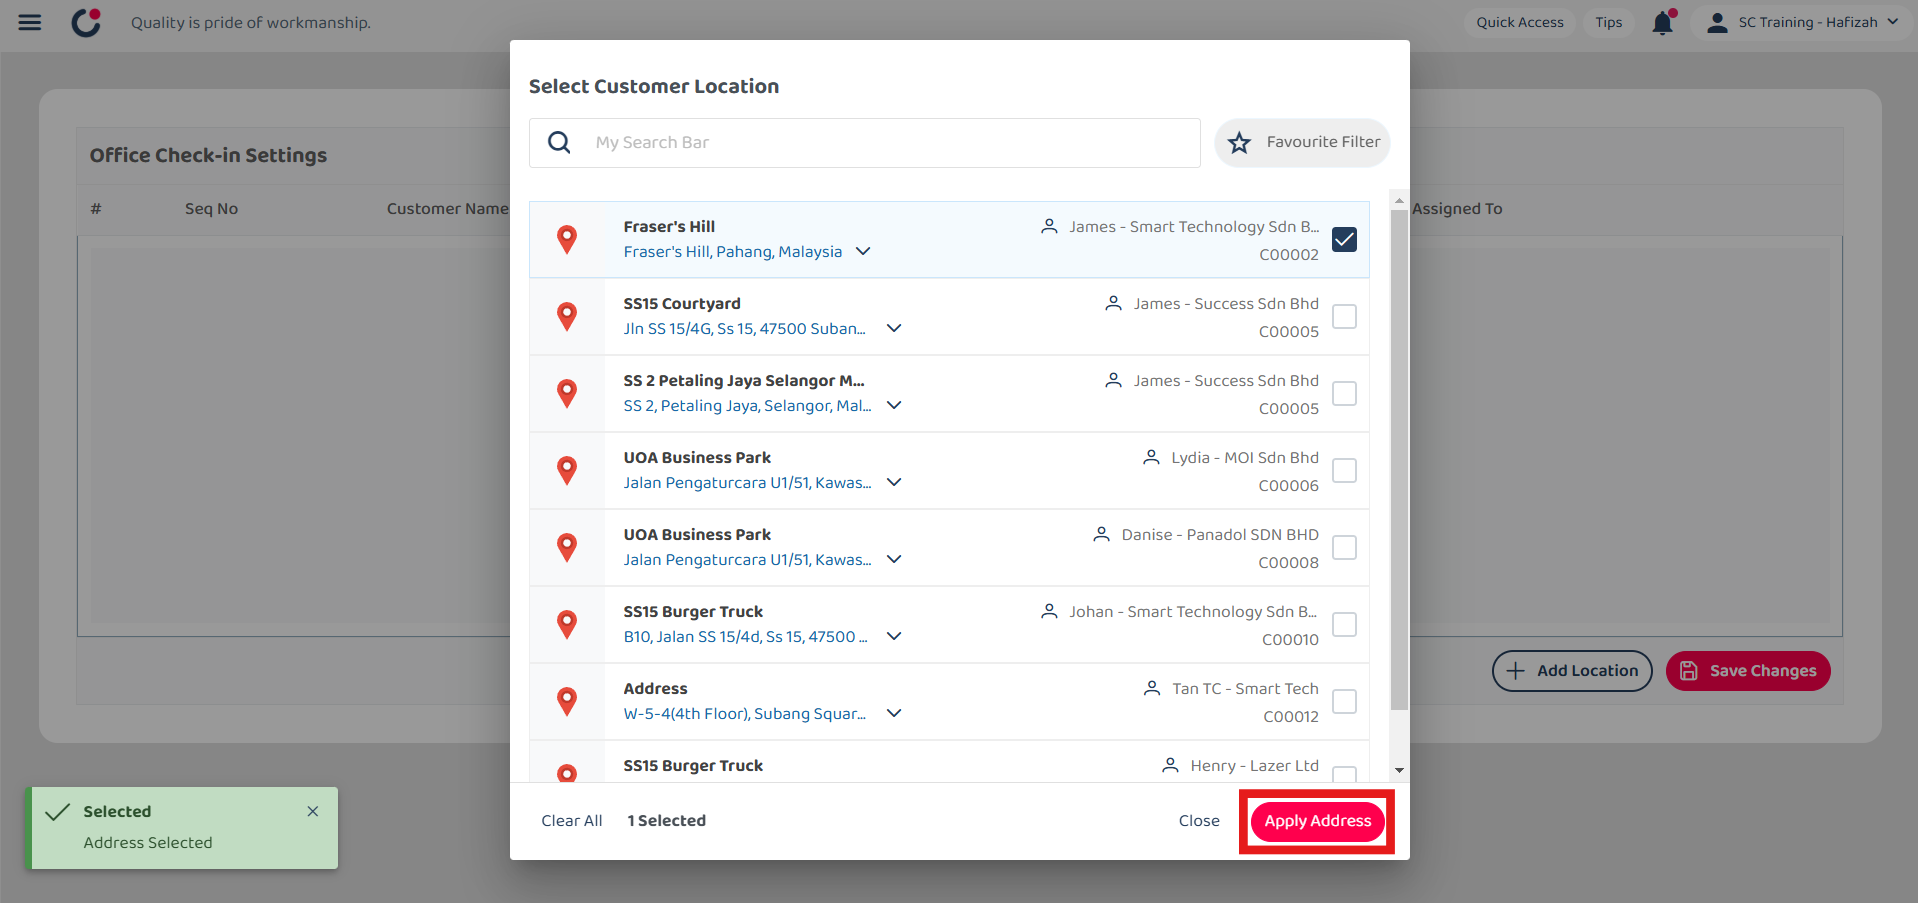 Quality is pride of workmanship.
Quick Access
Tips
SC Training - Hafizah
Select Customer Location
My Search Bar
Favourite Filter
Office Check-in Settings
# Seq No Customer Name Assigned To
Fraser's Hill
James - Smart Technology Sdn B...
Fraser's Hill, Pahang, Malaysia
C00002
SS15 Courtyard
James - Success Sdn Bhd
Jln SS 15/4G, Ss 15, 47500 Suban...
C00005
SS 2 Petaling Jaya Selangor M...
James - Success Sdn Bhd
SS 2, Petaling Jaya, Selangor, Mal...
C00005
UOA Business Park
Lydia - MOI Sdn Bhd
Jalan Pengaturcara U1/51, Kawas...
C00006
UOA Business Park
Danise - Panadol SDN BHD
Jalan Pengaturcara U1/51, Kawas...
C00008
SS15 Burger Truck
Johan - Smart Technology Sdn B...
B10, Jalan SS 15/4d, Ss 15, 47500 ...
C00010
Address
Tan TC - Smart Tech
W-5-4(4th Floor), Subang Squar...
C00012
SS15 Burger Truck
Henry - Lazer Ltd
Add Location
Save Changes
Clear All
1 Selected
Close
Apply Address
Selected
Address Selected